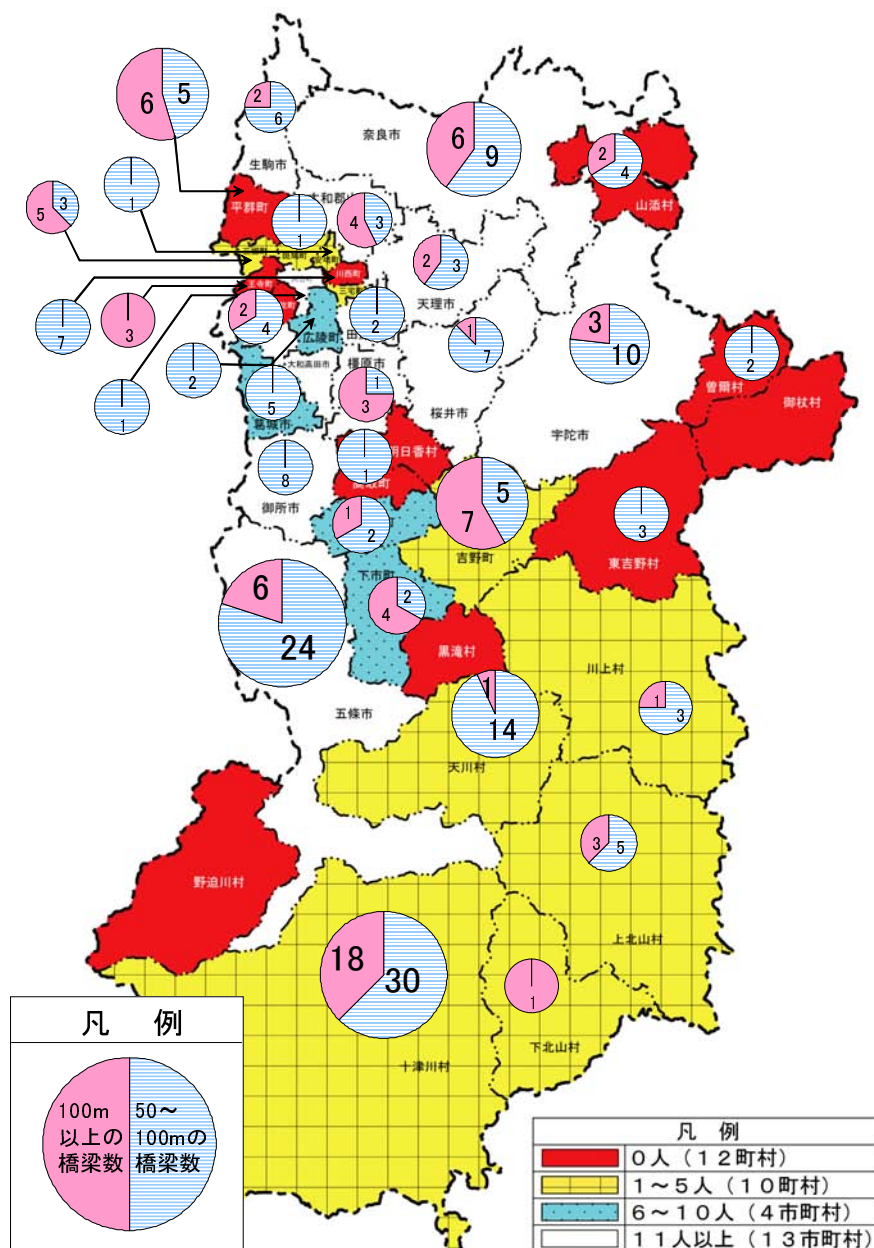 6
5
2
6
奈良市
6
9
生駒市
2
4
山添村
1
平群町
大和郡山
5
3
1
4
3
2
3
天理市
川西町
三宅町
王寺町
7
3
2
4
2
広陵町
1
7
3
10
2
曽爾村
御杖村
2
大和高田市
橿原市
1
5
1
3
桜井市
宇陀市
葛城市
明日香村
8
1
高取町
5
7
御所市
1
2
吉野町
3
東吉野村
6
24
下市町
2
4
黒滝村
川上村
1
14
1
3
五條市
天川村
3
5
野迫川村
上北山村
18
30
1
下北山村
十津川村
凡 例
100m
以上の
橋梁数
50~
100mの
橋梁数
凡 例
0人(12町村)
1~5人(10町村)
6~10人(4市町村)
11人以上(13市町村)